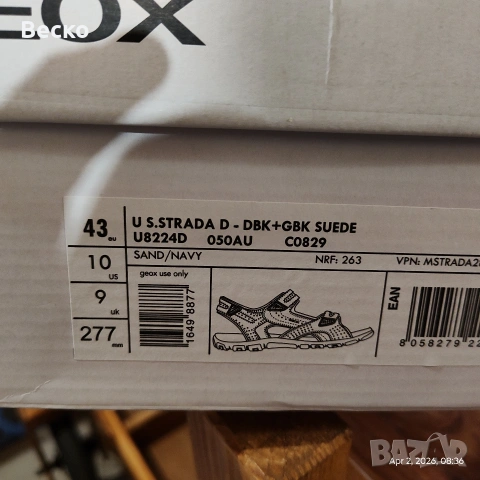 Becko
EOX
43 eu
U S.STRADA D - DBK+GBK SUEDE
U8224D 050AU C0829
10 US
SAND/NAVY NRF: 263 VPN: MSTRADA2
9 uk
geox use only
1649 8877
EAN
277 mm
8 058279 22
BAZAR
Apr 2, 2026, 08:36